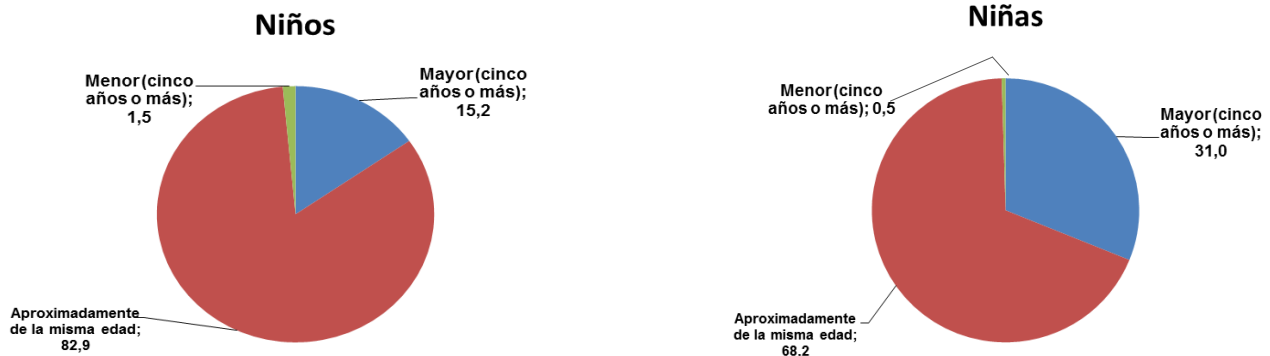 Niños
Menor (cinco
años o más);
1,5
Mayor (cinco
años o más);
15,2
Aproximadamente
de la misma edad;
82,9
Niñas
Menor (cinco
años o más); 0,5
Mayor (cinco
años o más);
31,0
Aproximadamente
de la misma edad;
68,2